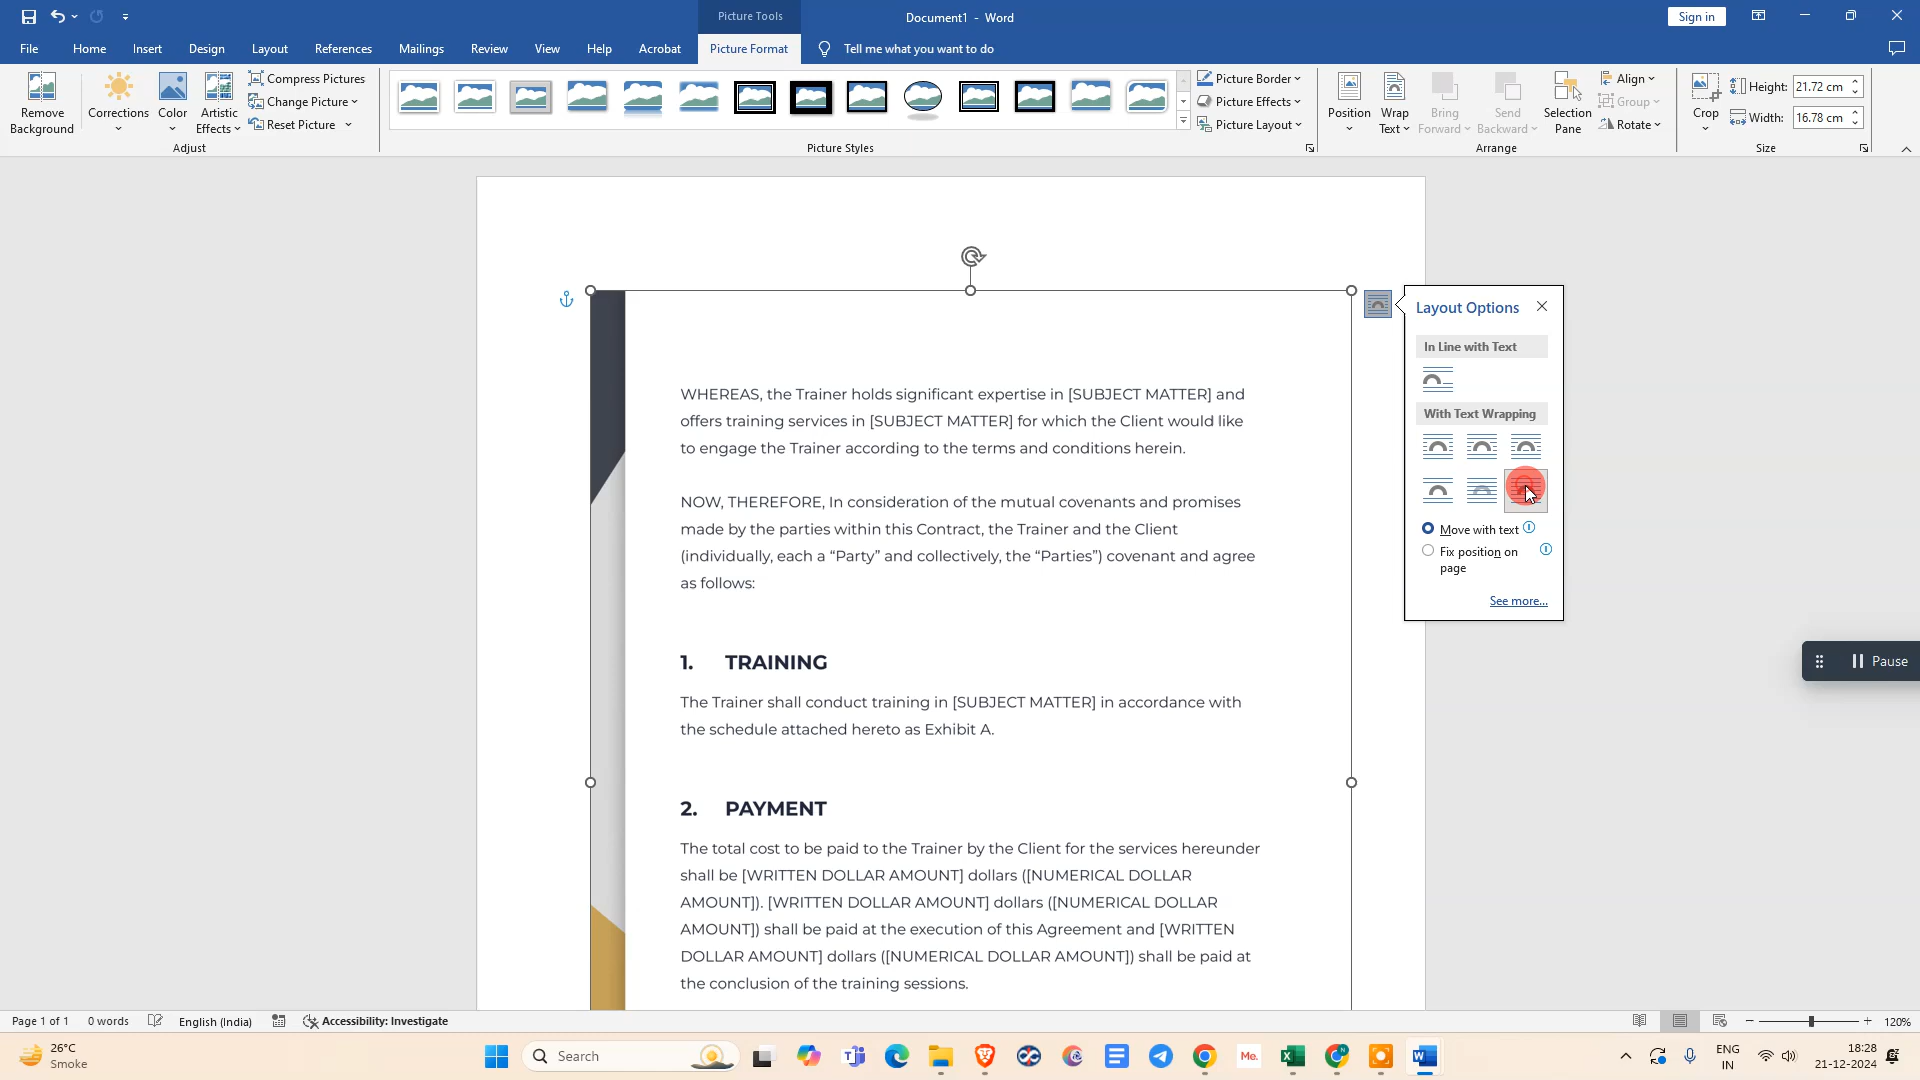 Picture Tools
Document1 - Word
Sign in
File
Home
Insert
Design
Layout
References
Mailings
Review
View
Help
Acrobat
Picture Format
Tell me what you want to do
Remove Background
Corrections
Color
Artistic Effects
Compress Pictures
Change Picture
Reset Picture
Adjust
Picture Styles
Picture Border
Picture Effects
Picture Layout
Position
Wrap Text
Bring Forward
Send Backward
Selection Pane
Align
Group
Rotate
Arrange
Crop
Height: 21.72 cm
Width: 16.78 cm
Size
Layout Options
In Line with Text
With Text Wrapping
Move with text
Fix position on
page
See more...
WHEREAS, the Trainer holds significant expertise in [SUBJECT MATTER] and
offers training services in [SUBJECT MATTER] for which the Client would like
to engage the Trainer according to the terms and conditions herein.
NOW, THEREFORE, In consideration of the mutual covenants and promises
made by the parties within this Contract, the Trainer and the Client
(individually, each a “Party” and collectively, the “Parties”) covenant and agree
as follows:
1. TRAINING
The Trainer shall conduct training in [SUBJECT MATTER] in accordance with
the schedule attached hereto as Exhibit A.
2. PAYMENT
The total cost to be paid to the Trainer by the Client for the services hereunder
shall be [WRITTEN DOLLAR AMOUNT] dollars ([NUMERICAL DOLLAR
AMOUNT]). [WRITTEN DOLLAR AMOUNT] dollars ([NUMERICAL DOLLAR
AMOUNT]) shall be paid at the execution of this Agreement and [WRITTEN
DOLLAR AMOUNT] dollars ([NUMERICAL DOLLAR AMOUNT]) shall be paid at
the conclusion of the training sessions.
Pause
Page 1 of 1
0 words
English (India)
Accessibility: Investigate
120%
26°C
Smoke
Search
Me.
ENG
IN
18:28
21-12-2024